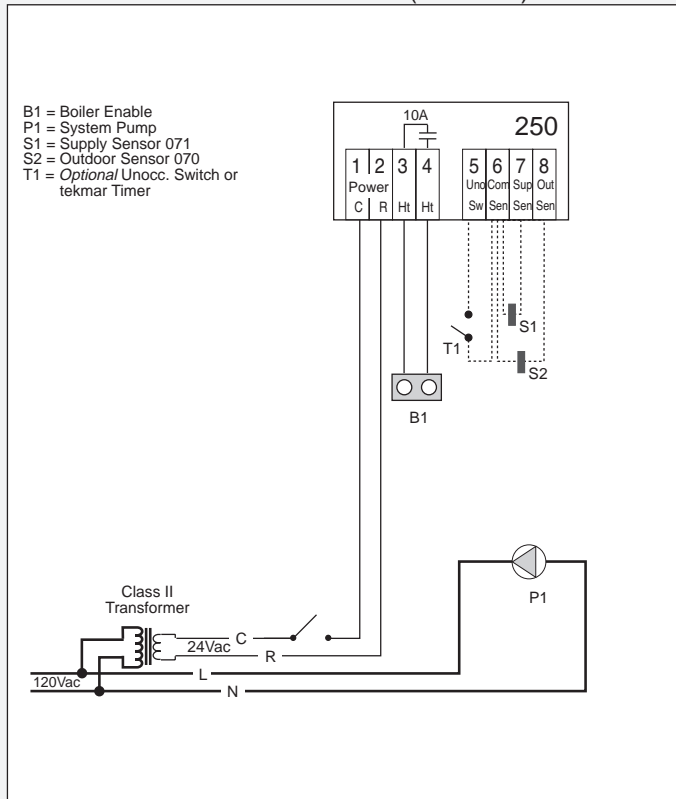 B1 = Boiler Enable
P1 = System Pump
S1 = Supply Sensor 071
S2 = Outdoor Sensor 070
T1 = Optional Unocc. Switch or
tekmar Timer
10A
250
1 2 3 4
Power
C R Ht Ht
5 6 7 8
Uno Com Sup Out
Sw Sen Sen Sen
S1
T1
S2
B1
Class II
Transformer
P1
C
24Vac
R
L
120Vac
N